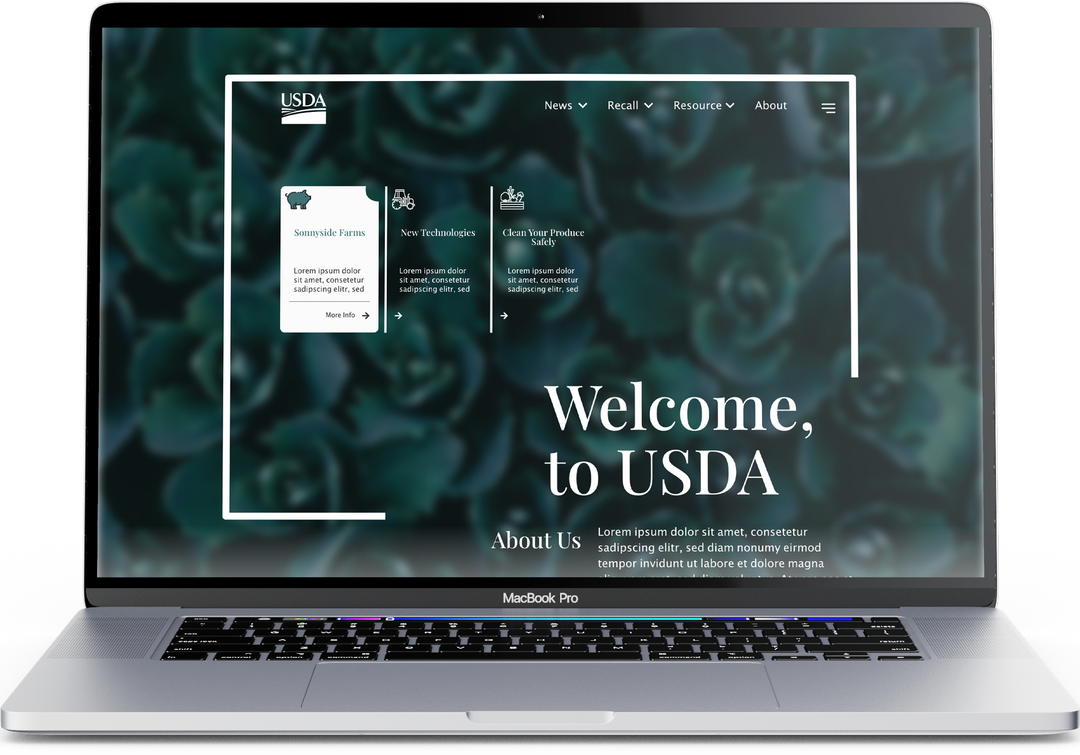 USDA
News
Recall
Resource
About
Sonnyside Farms
Lorem ipsum dolor
sit amet, consetetur
sadipscing elitr, sed
More Info
New Technologies
Lorem ipsum dolor
sit amet, consetetur
sadipscing elitr, sed
Clean Your Produce
Safely
Lorem ipsum dolor
sit amet, consetetur
sadipscing elitr, sed
Welcome,
to USDA
About Us
Lorem ipsum dolor sit amet, consetetur
sadipscing elitr, sed diam nonumy eirmod
tempor invidunt ut labore et dolore magna
MacBook Pro